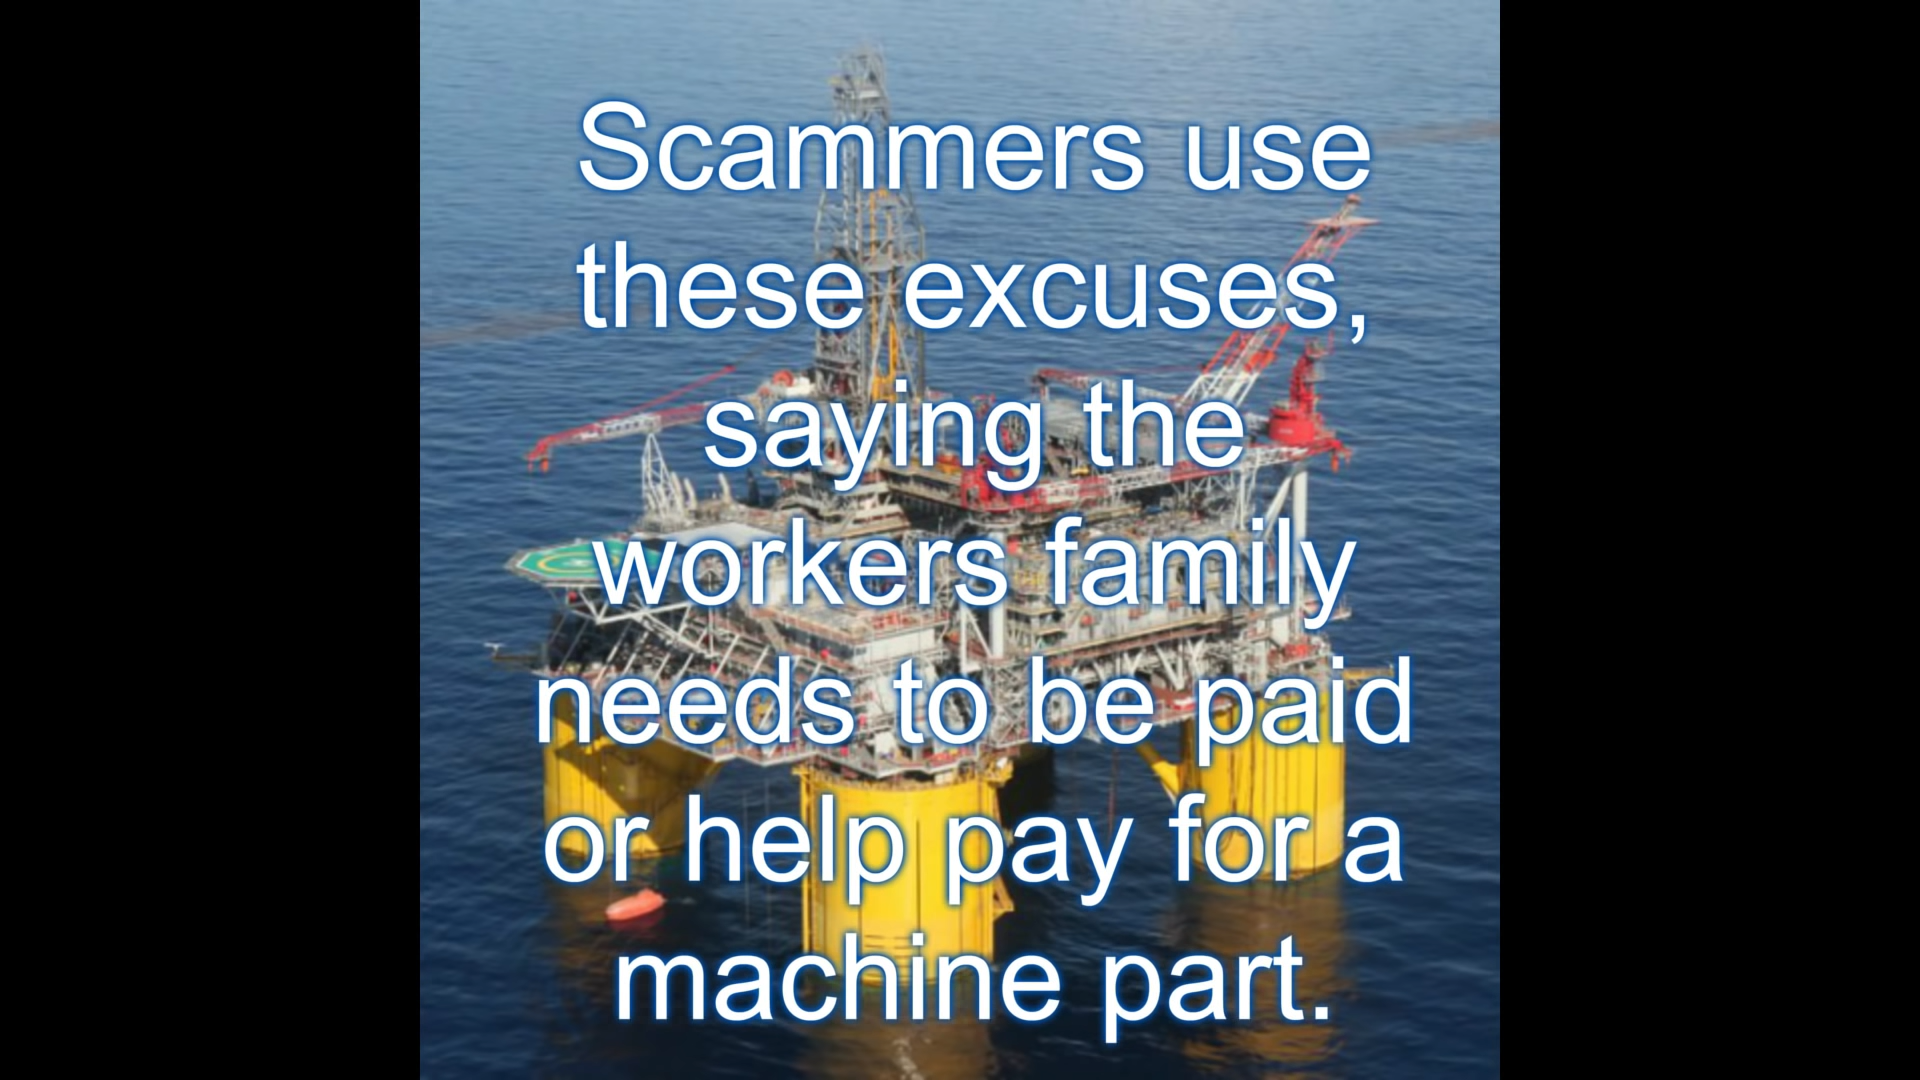 Scammers use
these excuses,
saying the
workers family
needs to be paid
or help pay for a
machine part.